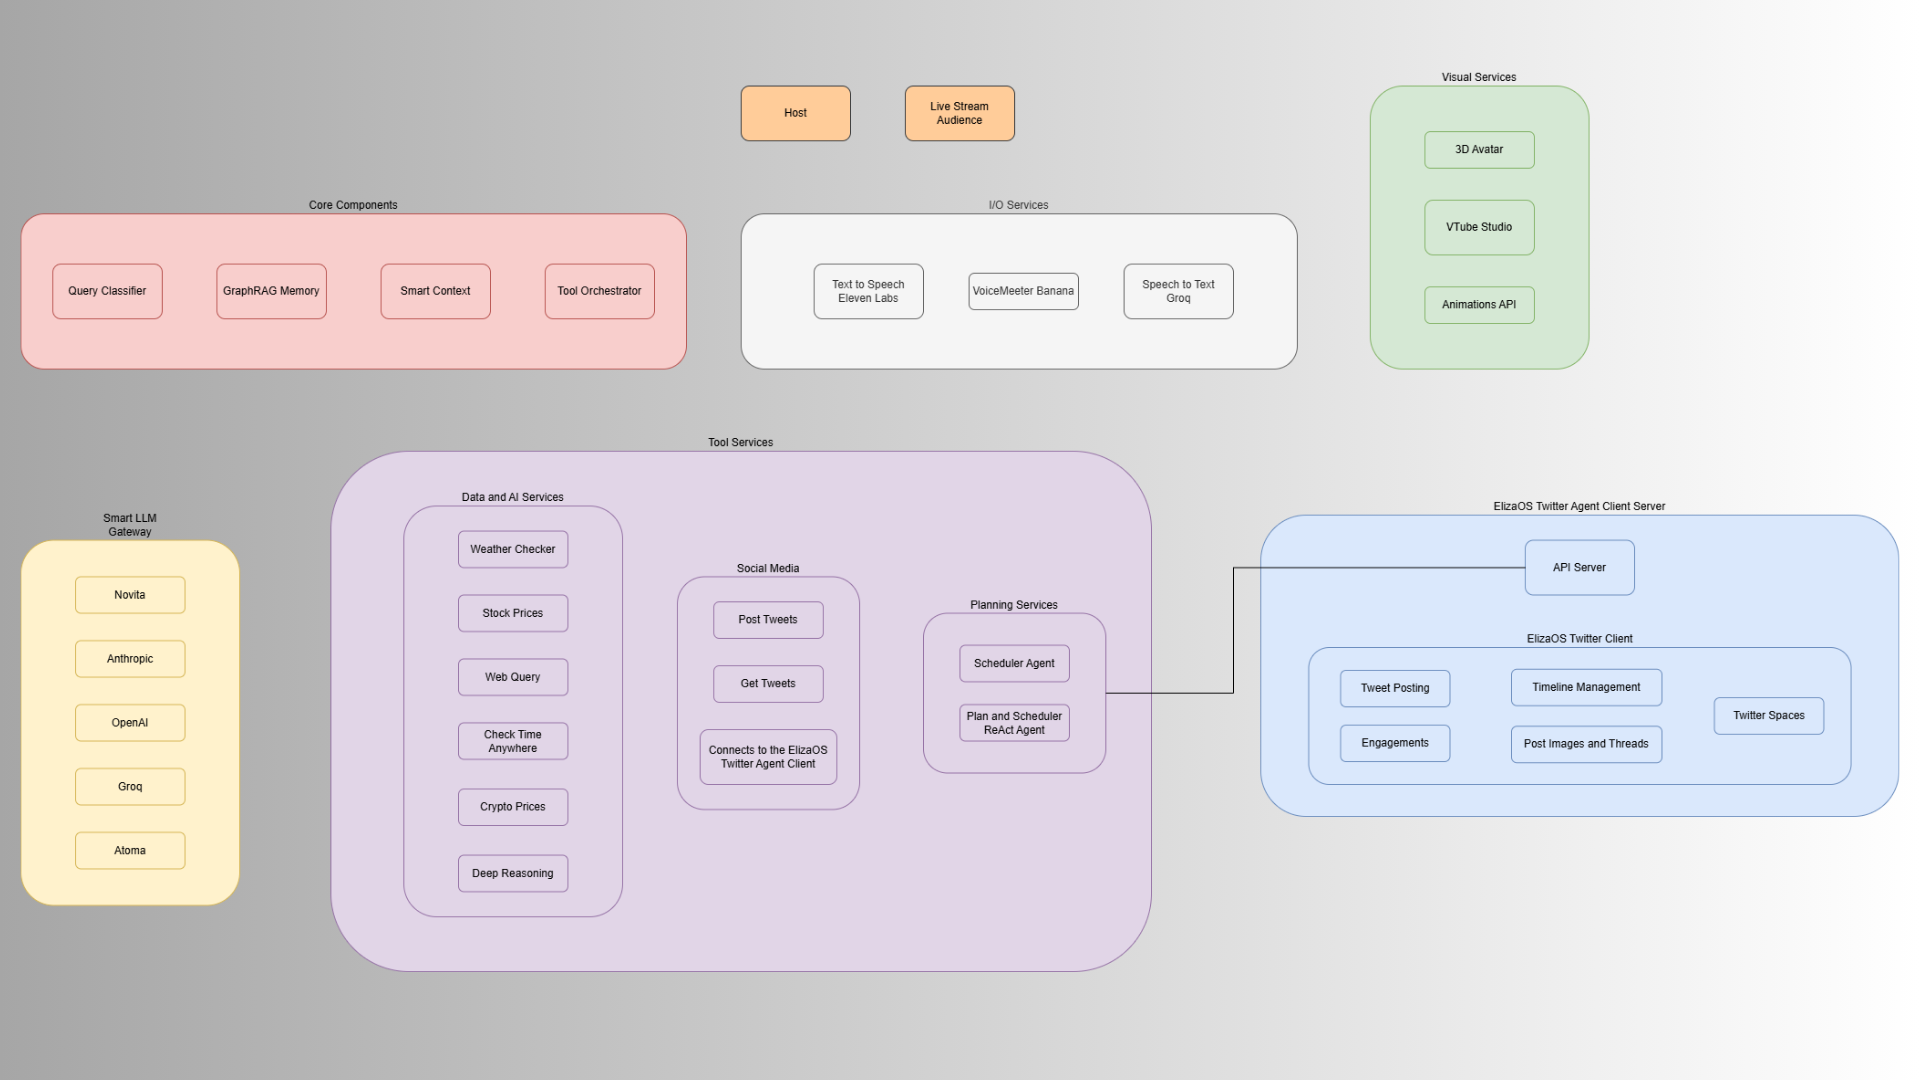 Host
Live Stream
Audience
Visual Services
3D Avatar
VTube Studio
Animations API
Core Components
Query Classifier
GraphRAG Memory
Smart Context
Tool Orchestrator
I/O Services
Text to Speech
Eleven Labs
VoiceMeeter Banana
Speech to Text
Groq
Smart LLM
Gateway
Novita
Anthropic
OpenAI
Groq
Atoma
Tool Services
Data and AI Services
Weather Checker
Stock Prices
Web Query
Check Time
Anywhere
Crypto Prices
Deep Reasoning
Social Media
Post Tweets
Get Tweets
Connects to the ElizaOS
Twitter Agent Client
Planning Services
Scheduler Agent
Plan and Scheduler
ReAct Agent
ElizaOS Twitter Agent Client Server
API Server
ElizaOS Twitter Client
Tweet Posting
Timeline Management
Twitter Spaces
Engagements
Post Images and Threads